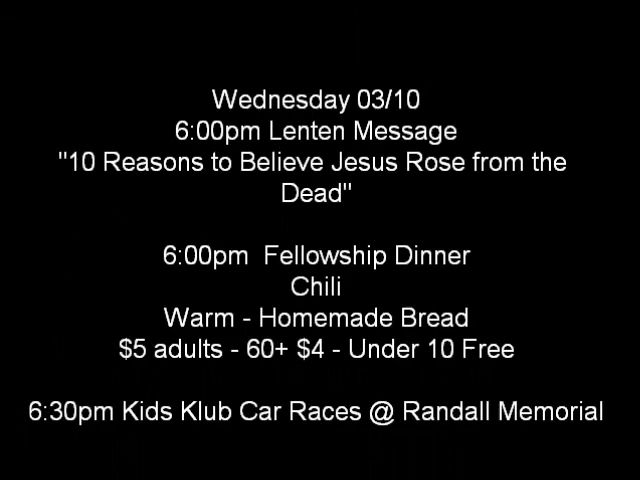 Wednesday 03/10
6:00pm Lenten Message
"10 Reasons to Believe Jesus Rose from the
Dead"
6:00pm  Fellowship Dinner
Chili
Warm - Homemade Bread
$5 adults - 60+ $4 - Under 10 Free
6:30pm Kids Klub Car Races @ Randall Memorial